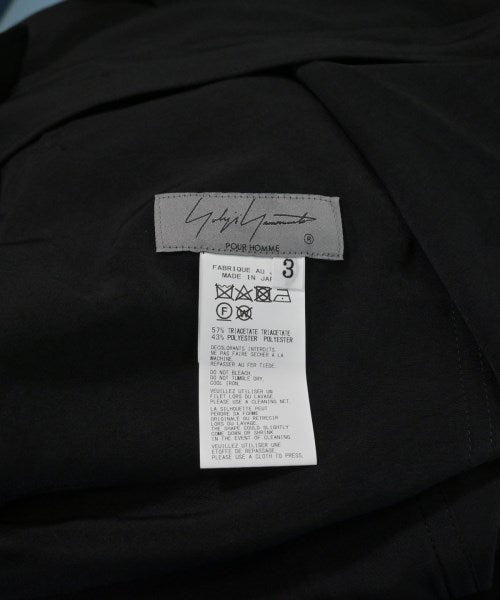 Yohji Yamamoto
®
POUR HOMME
FABRIQUE AU
3
MADE IN JAP
F
W
57% TRIACETATE TRIACETATE
43% POLYESTER POLYESTER
DECOLORANTS INTERDITS
NE PAS FAIRE SECHER A LA
MACHINE.
REPASSER AU FER TIEDE.
DO NOT BLEACH.
DO NOT TUMBLE DRY.
COOL IRON.
VEUILLEZ UTILISER UN
FILET LORS DU LAVAGE.
PLEASE USE A CLEANING NET.
LA SILHOUETTE PEUT
PERDRE SA FORME
ORIGINALE OU RETRECIR
LORS DU LAVAGE.
THE SHAPE COULD SLIGHTLY
COME DOWN OR SHRINK
IN THE EVENT OF CLEANING
VEUILLEZ UTILISER UNE
ETOFFE DE REPASSAGE.
PLEASE USE A CLOTH TO PRESS.